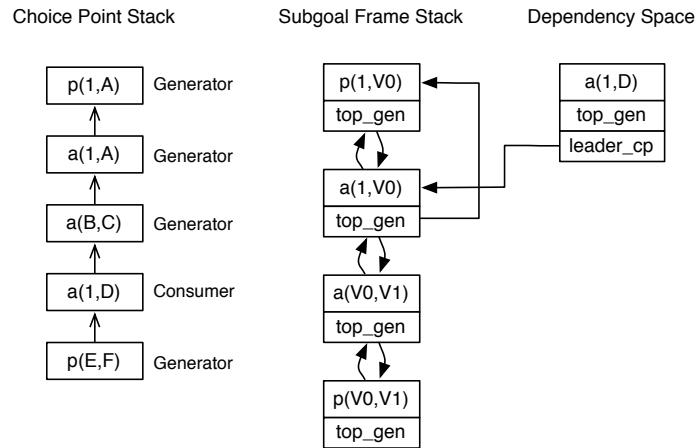 Choice Point Stack
Subgoal Frame Stack
Dependency Space
p(1,A) Generator
a(1,A) Generator
a(B,C) Generator
a(1,D) Consumer
p(E,F) Generator
p(1,V0)
top_gen
a(1,V0)
top_gen
a(V0,V1)
top_gen
p(V0,V1)
top_gen
a(1,D)
top_gen
leader_cp